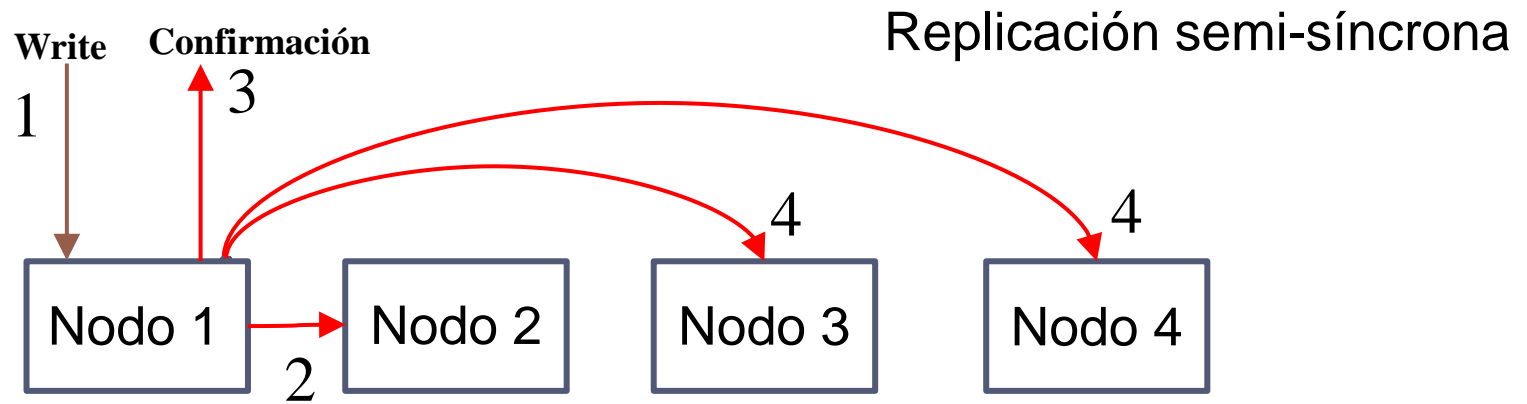 Replicación semi-síncrona
Write
Confirmación
1
3
4
4
Nodo 1
Nodo 2
Nodo 3
Nodo 4
2